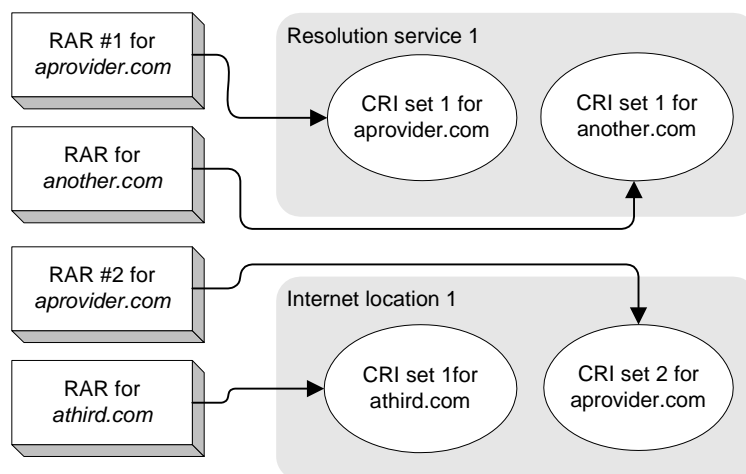 RAR #1 for
aprovider.com
Resolution service 1
CRI set 1 for
aprovider.com
CRI set 1 for
another.com
RAR for
another.com
RAR #2 for
aprovider.com
Internet location 1
CRI set 1for
athird.com
CRI set 2 for
aprovider.com
RAR for
athird.com